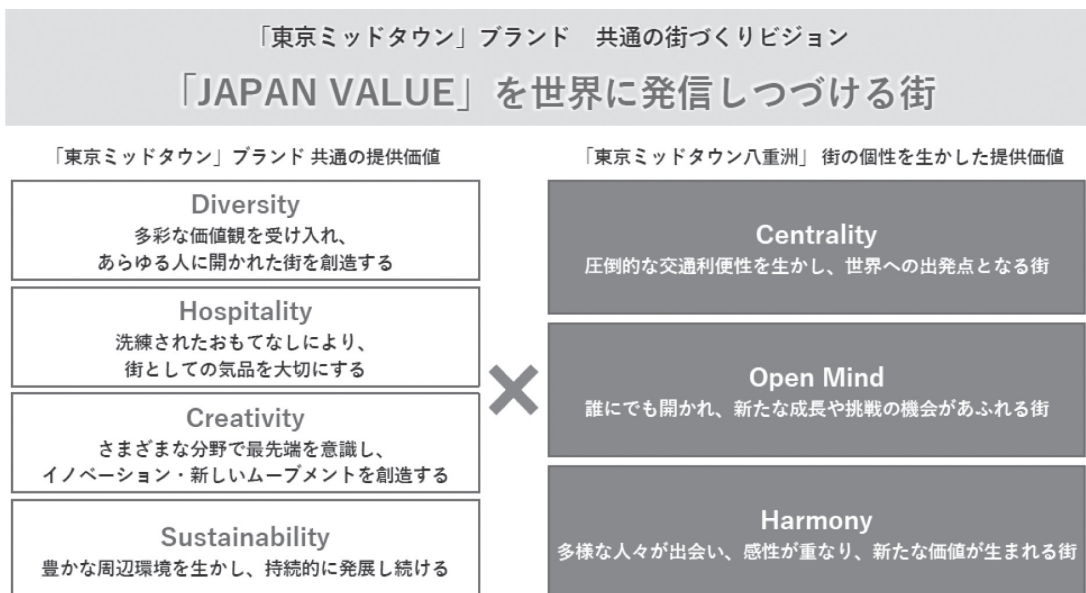 「東京ミッドタウン」ブランド　共通の街づくりビジョン
「JAPAN VALUE」を世界に発信しつづける街
「東京ミッドタウン」ブランド 共通の提供価値
Diversity
多彩な価値観を受け入れ、
あらゆる人に開かれた街を創造する
Hospitality
洗練されたおもてなしにより、
街としての気品を大切にする
Creativity
さまざまな分野で最先端を意識し、
イノベーション・新しいムーブメントを創造する
Sustainability
豊かな周辺環境を生かし、持続的に発展し続ける
×
「東京ミッドタウン八重洲」 街の個性を生かした提供価値
Centrality
圧倒的な交通利便性を生かし、世界への出発点となる街
Open Mind
誰にでも開かれ、新たな成長や挑戦の機会があふれる街
Harmony
多様な人々が出会い、感性が重なり、新たな価値が生まれる街